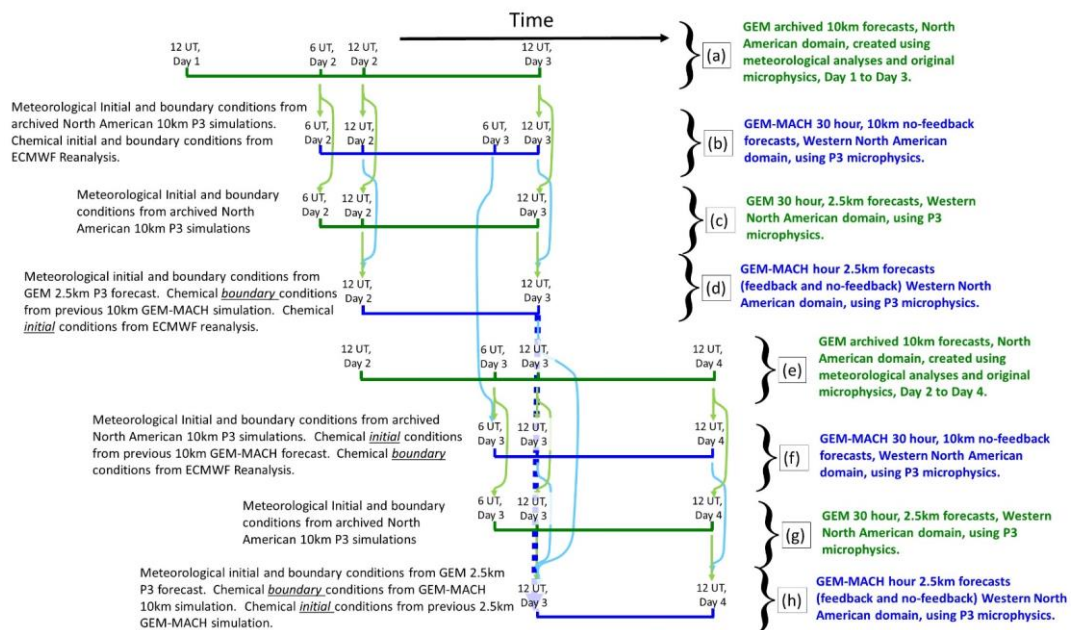 Time
12 UT,
Day 1
6 UT,
Day 2
12 UT,
Day 2
12 UT,
Day 3
(a)
GEM archived 10km forecasts, North
American domain, created using
meteorological analyses and original
microphysics, Day 1 to Day 3.
Meteorological Initial and boundary conditions from
archived North American 10km P3 simulations.
Chemical initial and boundary conditions from
ECMWF Reanalysis.
6 UT,
Day 2
12 UT,
Day 2
6 UT,
Day 3
12 UT,
Day 3
(b)
GEM-MACH 30 hour, 10km no-feedback
forecasts, Western North American
domain, using P3 microphysics.
Meteorological Initial and boundary
conditions from archived North
American 10km P3 simulations
6 UT,
Day 2
12 UT,
Day 2
12 UT,
Day 3
(c)
GEM 30 hour, 2.5km forecasts, Western
North American domain, using P3
microphysics.
Meteorological initial and boundary conditions from
GEM 2.5km P3 forecast. Chemical boundary conditions
from previous 10km GEM-MACH simulation. Chemical
initial conditions from ECMWF reanalysis.
12 UT,
Day 2
12 UT,
Day 3
(d)
GEM-MACH hour 2.5km forecasts
(feedback and no-feedback) Western North
American domain, using P3 microphysics.
12 UT,
Day 2
6 UT,
Day 3
12 UT,
Day 3
12 UT,
Day 4
(e)
GEM archived 10km forecasts, North
American domain, created using
meteorological analyses and original
microphysics, Day 2 to Day 4.
Meteorological Initial and boundary conditions from archived
North American 10km P3 simulations. Chemical initial conditions
from previous 10km GEM-MACH forecast. Chemical boundary
conditions from ECMWF Reanalysis.
6 UT,
Day 3
12 UT,
Day 3
12 UT,
Day 4
(f)
GEM-MACH 30 hour, 10km no-feedback
forecasts, Western North American
domain, using P3 microphysics.
Meteorological Initial and boundary
conditions from archived North
American 10km P3 simulations
6 UT,
Day 3
12 UT,
Day 3
12 UT,
Day 4
(g)
GEM 30 hour, 2.5km forecasts, Western
North American domain, using P3
microphysics.
Meteorological initial and boundary conditions from GEM 2.5km
P3 forecast. Chemical boundary conditions from GEM-MACH
10km simulation. Chemical initial conditions from previous 2.5km
GEM-MACH simulation.
12 UT,
Day 3
12 UT,
Day 4
(h)
GEM-MACH hour 2.5km forecasts
(feedback and no-feedback) Western North
American domain, using P3 microphysics.